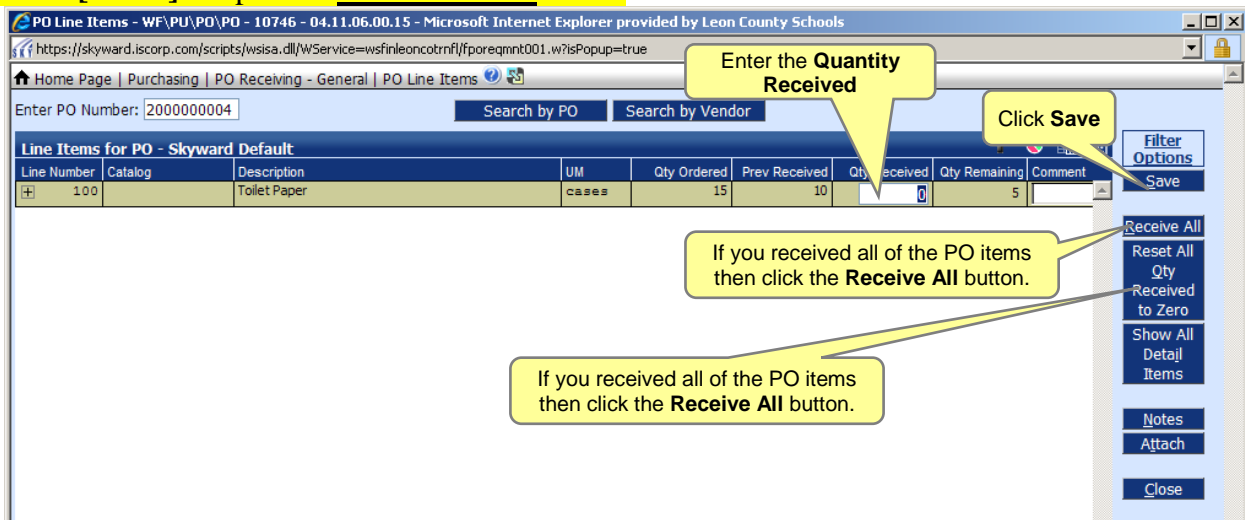 PO Line Items - WF\PU\PO\PO - 10746 - 04.11.06.00.15 - Microsoft Internet Explorer provided by Leon County Schools
https://skyward.iscorp.com/scripts/wsisa.dll/WService=wsfinleoncotrnfl/fporeqmnt001.w?isPopup=true
Enter the Quantity
Received
Home Page | Purchasing | PO Receiving - General | PO Line Items
Enter PO Number: 2000000004 Search by PO Search by Vendor
Click Save
Line Items for PO - Skyward Default
Filter
Options
Line Number Catalog Description UM Qty Ordered Prev Received Qty Received Qty Remaining Comment
100 Toilet Paper cases 15 10 0 5
Save
Receive All
Reset All
Qty
Received
to Zero
Show All
Detail
Items
Notes
Attach
Close
If you received all of the PO items
then click the Receive All button.
If you received all of the PO items
then click the Receive All button.